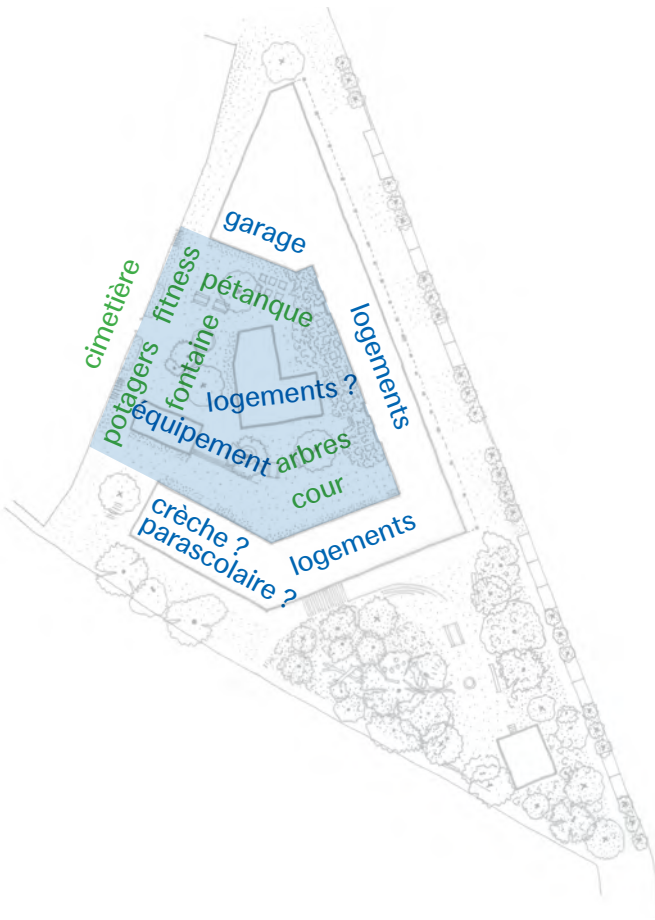 garage
cimetière
fitness
pétanque
fontaine
potagers
logements
logements ?
équipement
arbres
cour
crèche ?
parascolaire ?
logements